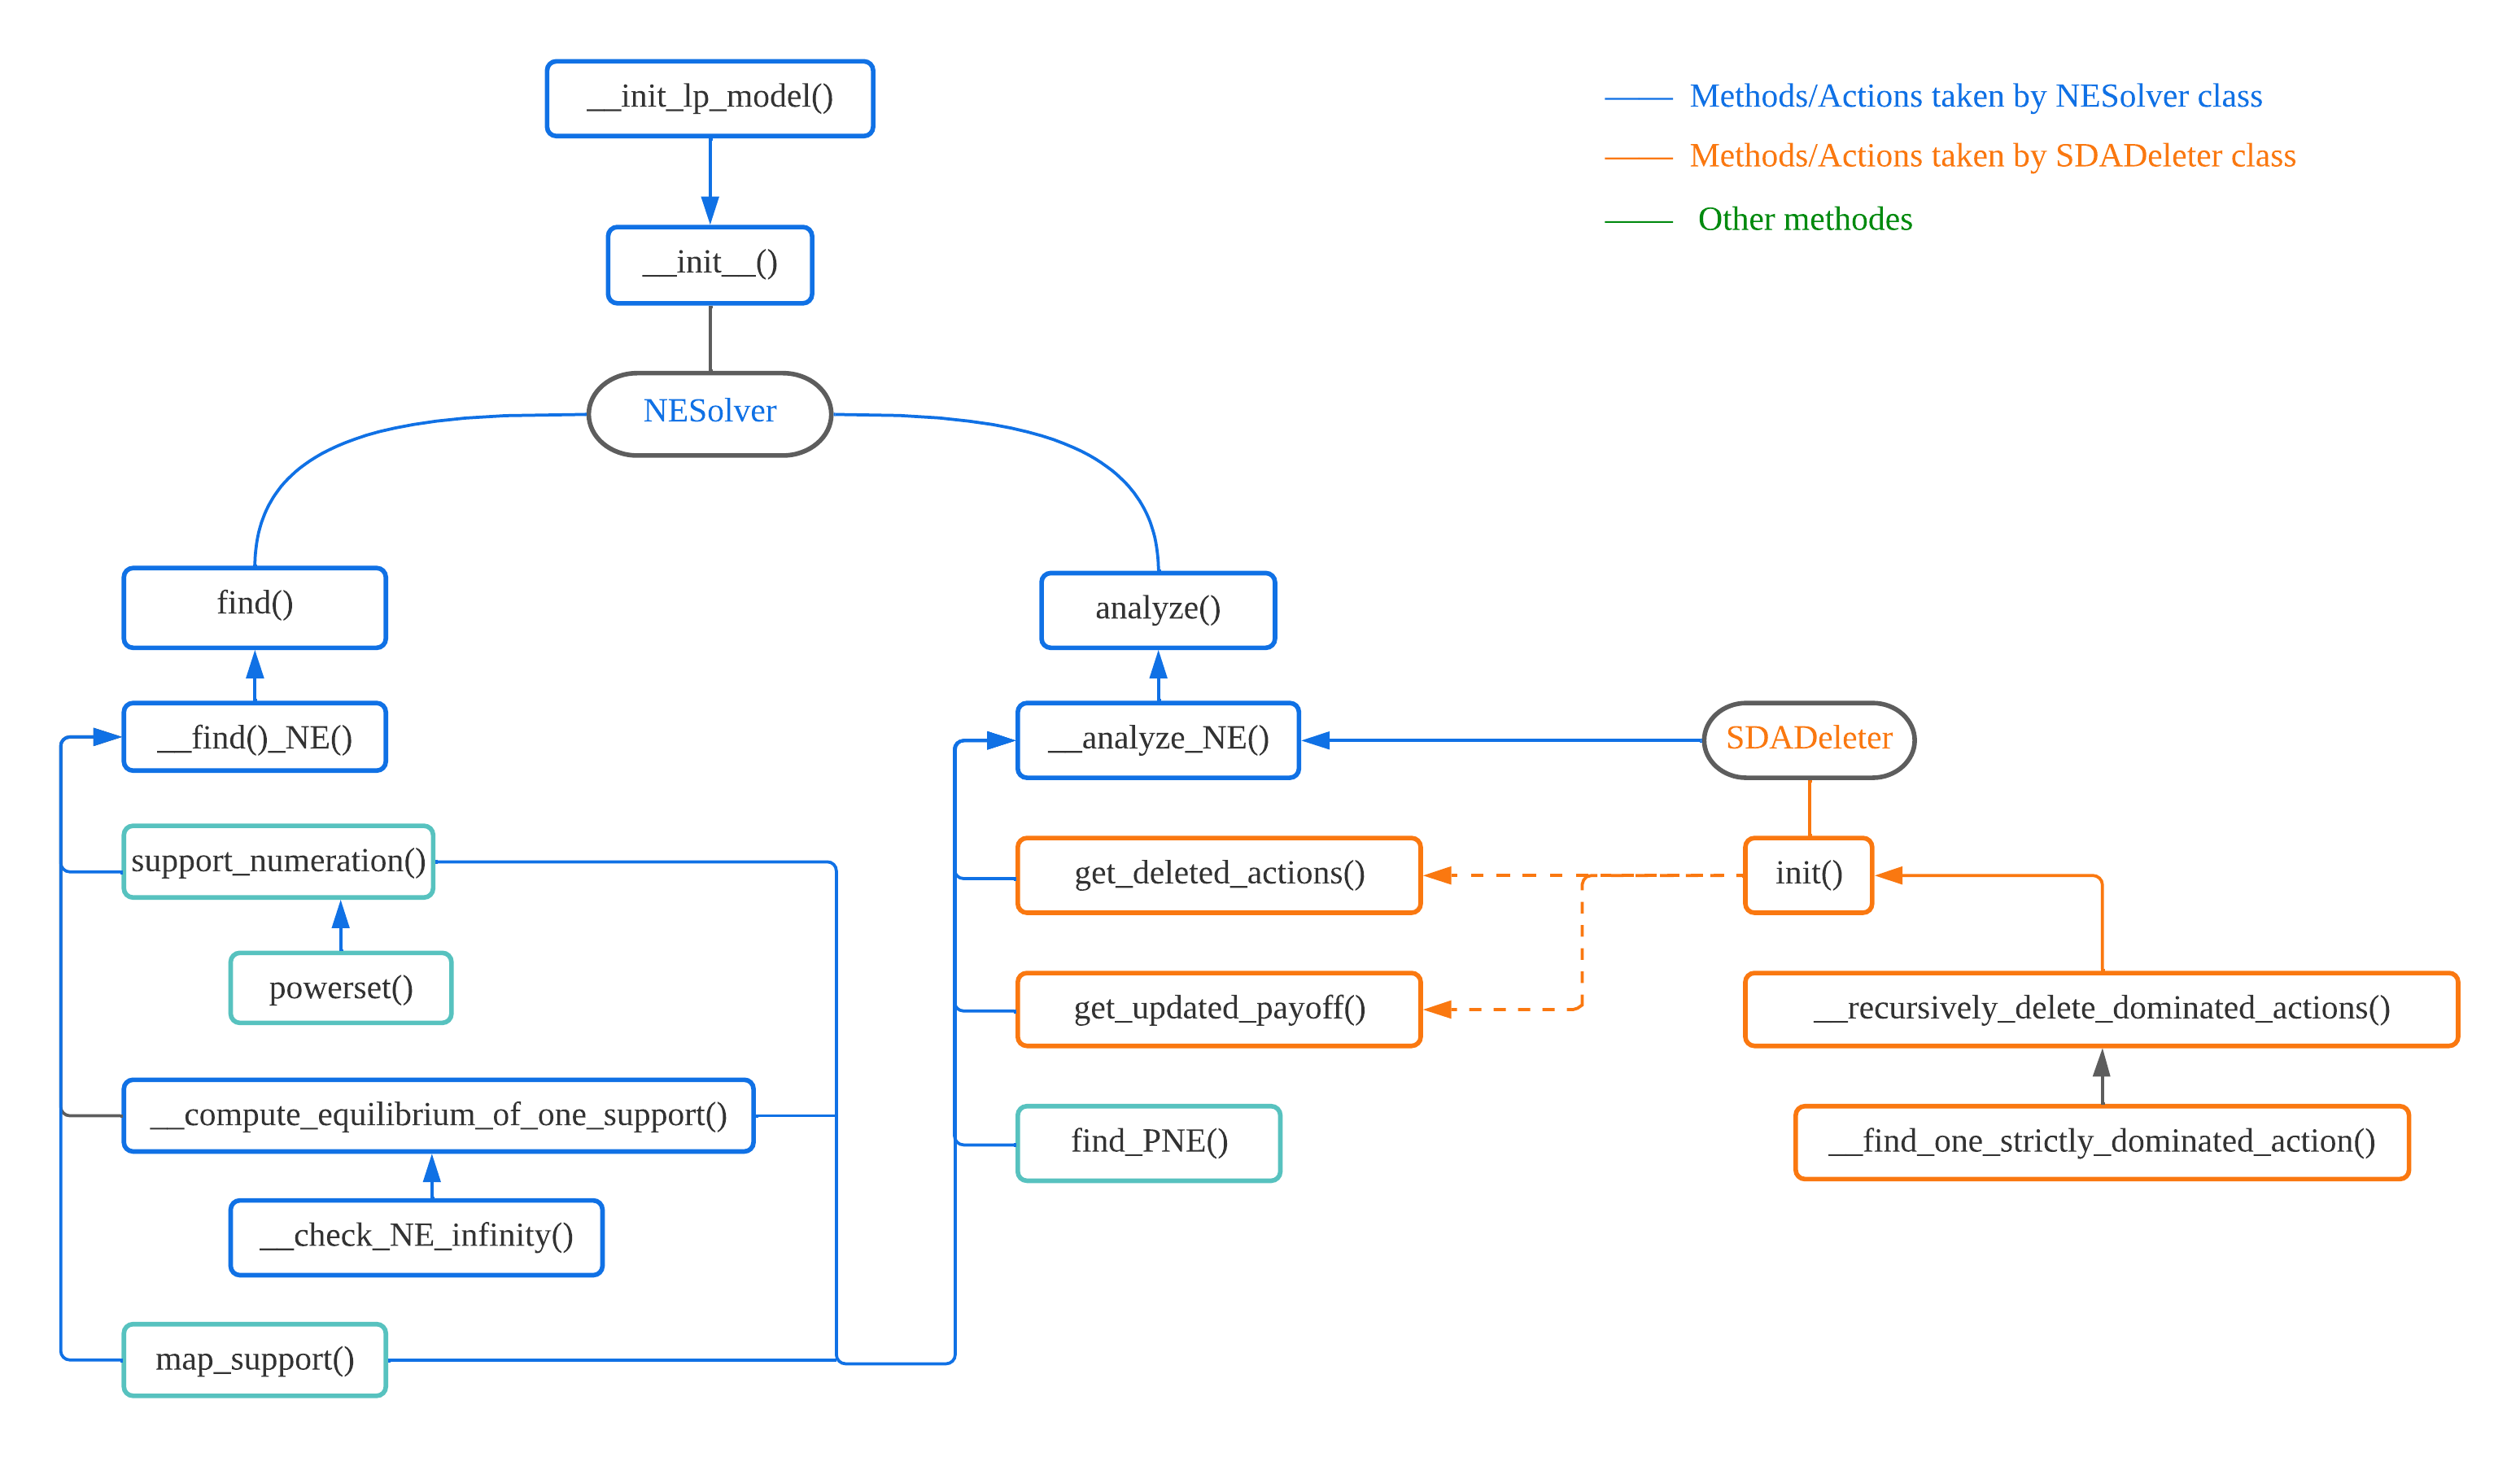 __init_lp_model()
Methods/Actions taken by NESolver class
Methods/Actions taken by SDADeleter class
Other methodes
__init__()
NESolver
find()
analyze()
__find()_NE()
__analyze_NE()
SDADeleter
support_numeration()
get_deleted_actions()
init()
powerset()
get_updated_payoff()
__recursively_delete_dominated_actions()
__compute_equilibrium_of_one_support()
find_PNE()
__find_one_strictly_dominated_action()
__check_NE_infinity()
map_support()